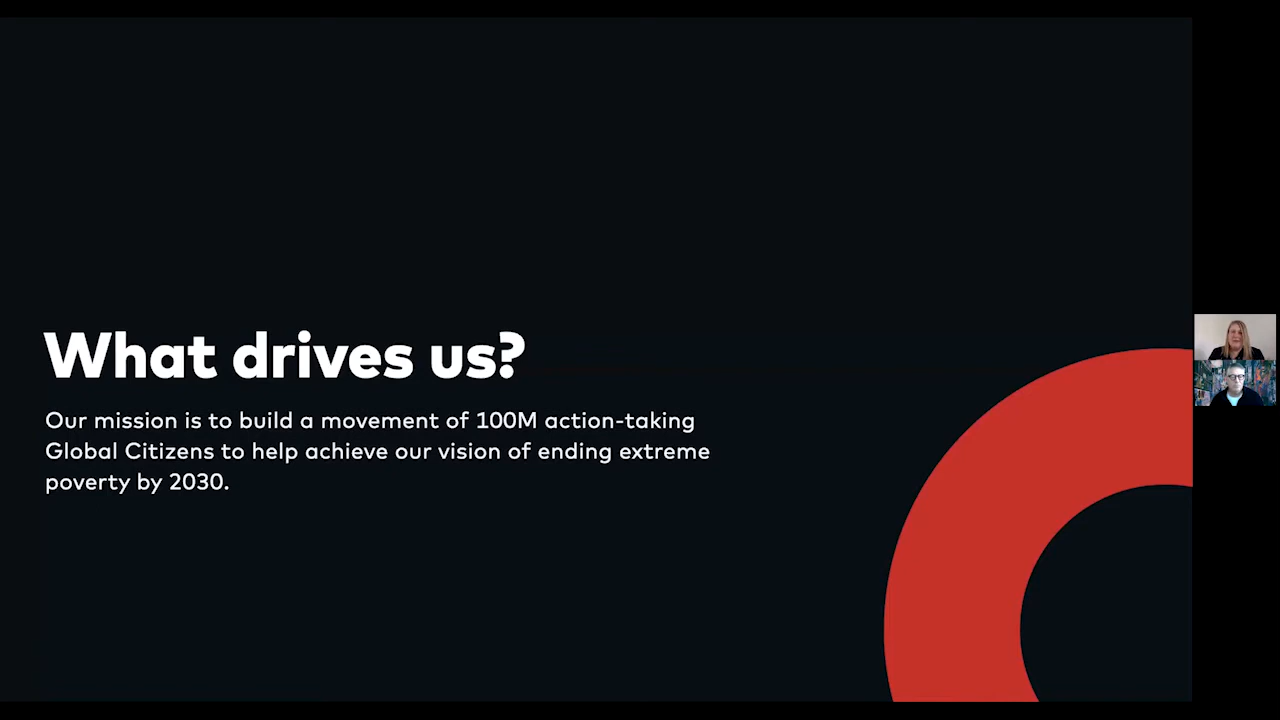 What drives us?
Our mission is to build a movement of 100M action-taking
Global Citizens to help achieve our vision of ending extreme
poverty by 2030.